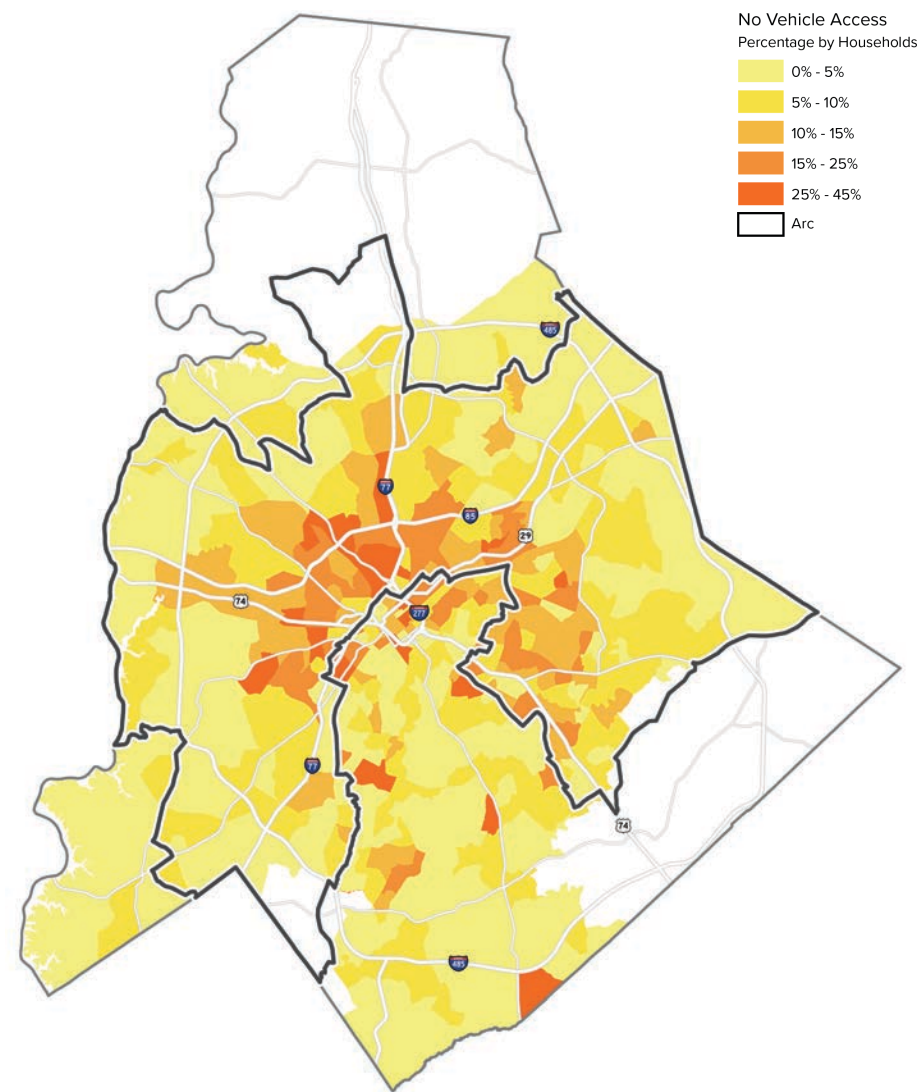 No Vehicle Access
Percentage by Households
0% - 5%
5% - 10%
10% - 15%
15% - 25%
25% - 45%
Arc
485
77
85
29
74
277
77
74
485